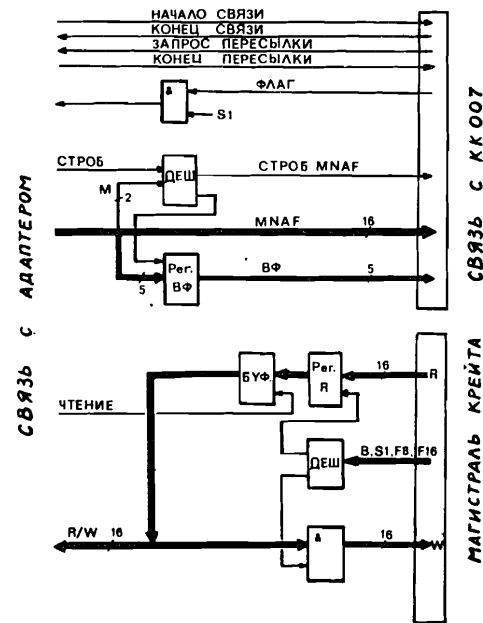 НАЧАЛО СВЯЗИ
КОНЕЦ СВЯЗИ
ЗАПРОС ПЕРЕСЫЛКИ
КОНЕЦ ПЕРЕСЫЛКИ
ФЛАГ
&
S1
СТРОБ
ДЕШ
СТРОБ MNAF
М
2
MNAF
16
Рег.
ВФ
5
ВФ
5
СВЯЗЬ С АДАПТЕРОМ
СВЯЗЬ С КК007
БУФ.
Рег.
R
16
R
ЧТЕНИЕ
ДЕШ
B,S1,F8,F16
R/W
16
&
16
W
МАГИСТРАЛЬ КРЕЙТА